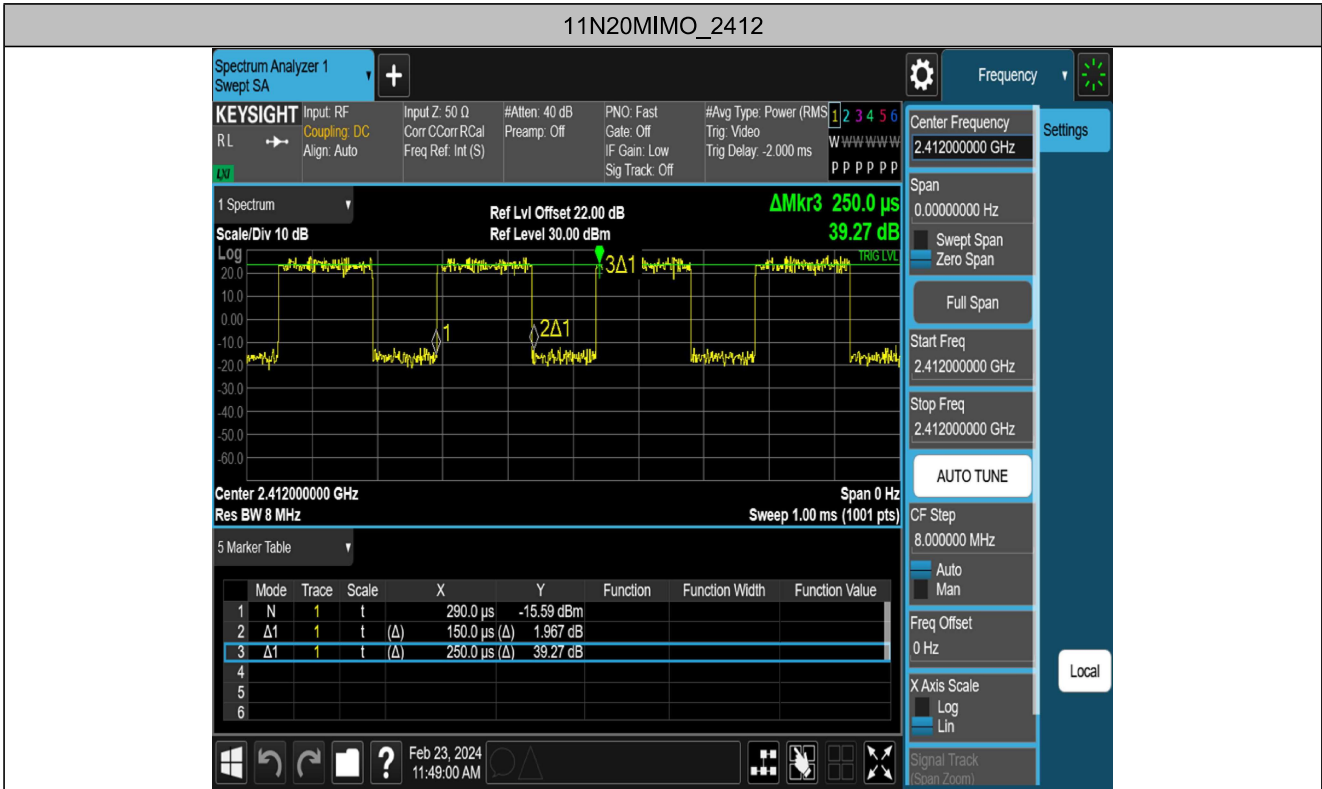 11N20MIMO_2412
Spectrum Analyzer 1
Swept SA
Frequency
KEYSIGHT
RL
LXI
Input: RF
Coupling: DC
Align: Auto
Input Z: 50 Ω
Corr CCorr RCal
Freq Ref: Int (S)
#Atten: 40 dB
Preamp: Off
PNO: Fast
Gate: Off
IF Gain: Low
Sig Track: Off
#Avg Type: Power (RMS
Trig: Video
Trig Delay: -2.000 ms
1 2 3 4 5 6
W W W W W W
P P P P P P
1 Spectrum
Scale/Div 10 dB
Ref Lvl Offset 22.00 dB
Ref Level 30.00 dBm
ΔMkr3 250.0 µs
39.27 dB
Log
TRIG LVL
20.0
10.0
0.00
-10.0
-20.0
-30.0
-40.0
-50.0
-60.0
1
2Δ1
3Δ1
Center 2.412000000 GHz
Span 0 Hz
Res BW 8 MHz
Sweep 1.00 ms (1001 pts)
5 Marker Table
Mode Trace Scale X Y Function Function Width Function Value
1 N 1 t 290.0 µs -15.59 dBm
2 Δ1 1 t (Δ) 150.0 µs (Δ) 1.967 dB
3 Δ1 1 t (Δ) 250.0 µs (Δ) 39.27 dB
4
5
6
Feb 23, 2024
11:49:00 AM
Center Frequency
2.412000000 GHz
Settings
Span
0.00000000 Hz
Swept Span
Zero Span
Full Span
Start Freq
2.412000000 GHz
Stop Freq
2.412000000 GHz
AUTO TUNE
CF Step
8.000000 MHz
Auto
Man
Freq Offset
0 Hz
X Axis Scale
Log
Lin
Local
Signal Track
(Span Zoom)